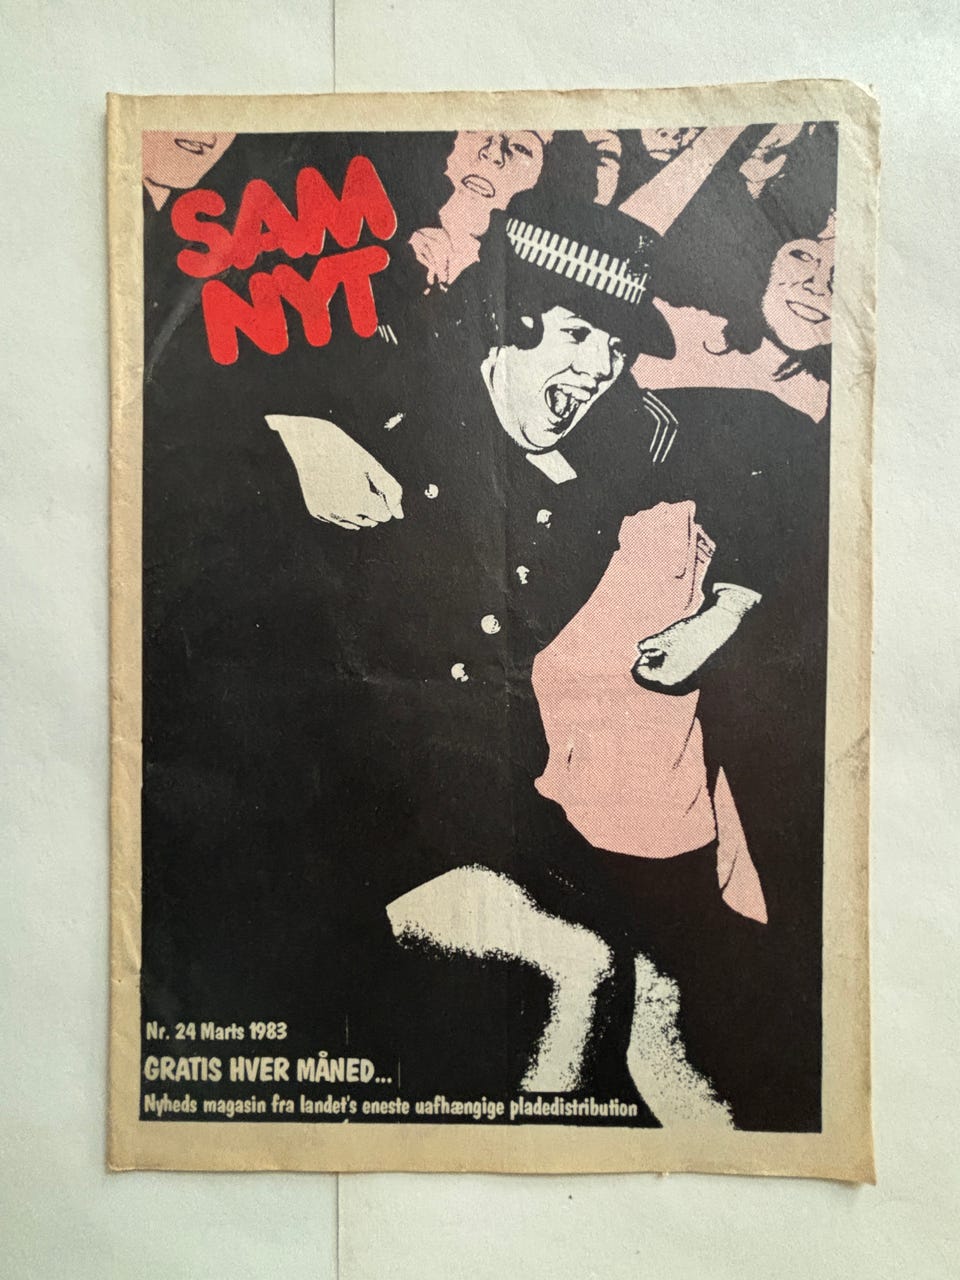 SAM
NYT
Nr. 24 Marts 1983
GRATIS HVER MÅNED...
Nyheds magasin fra landet's eneste uafhængige pladedistribution